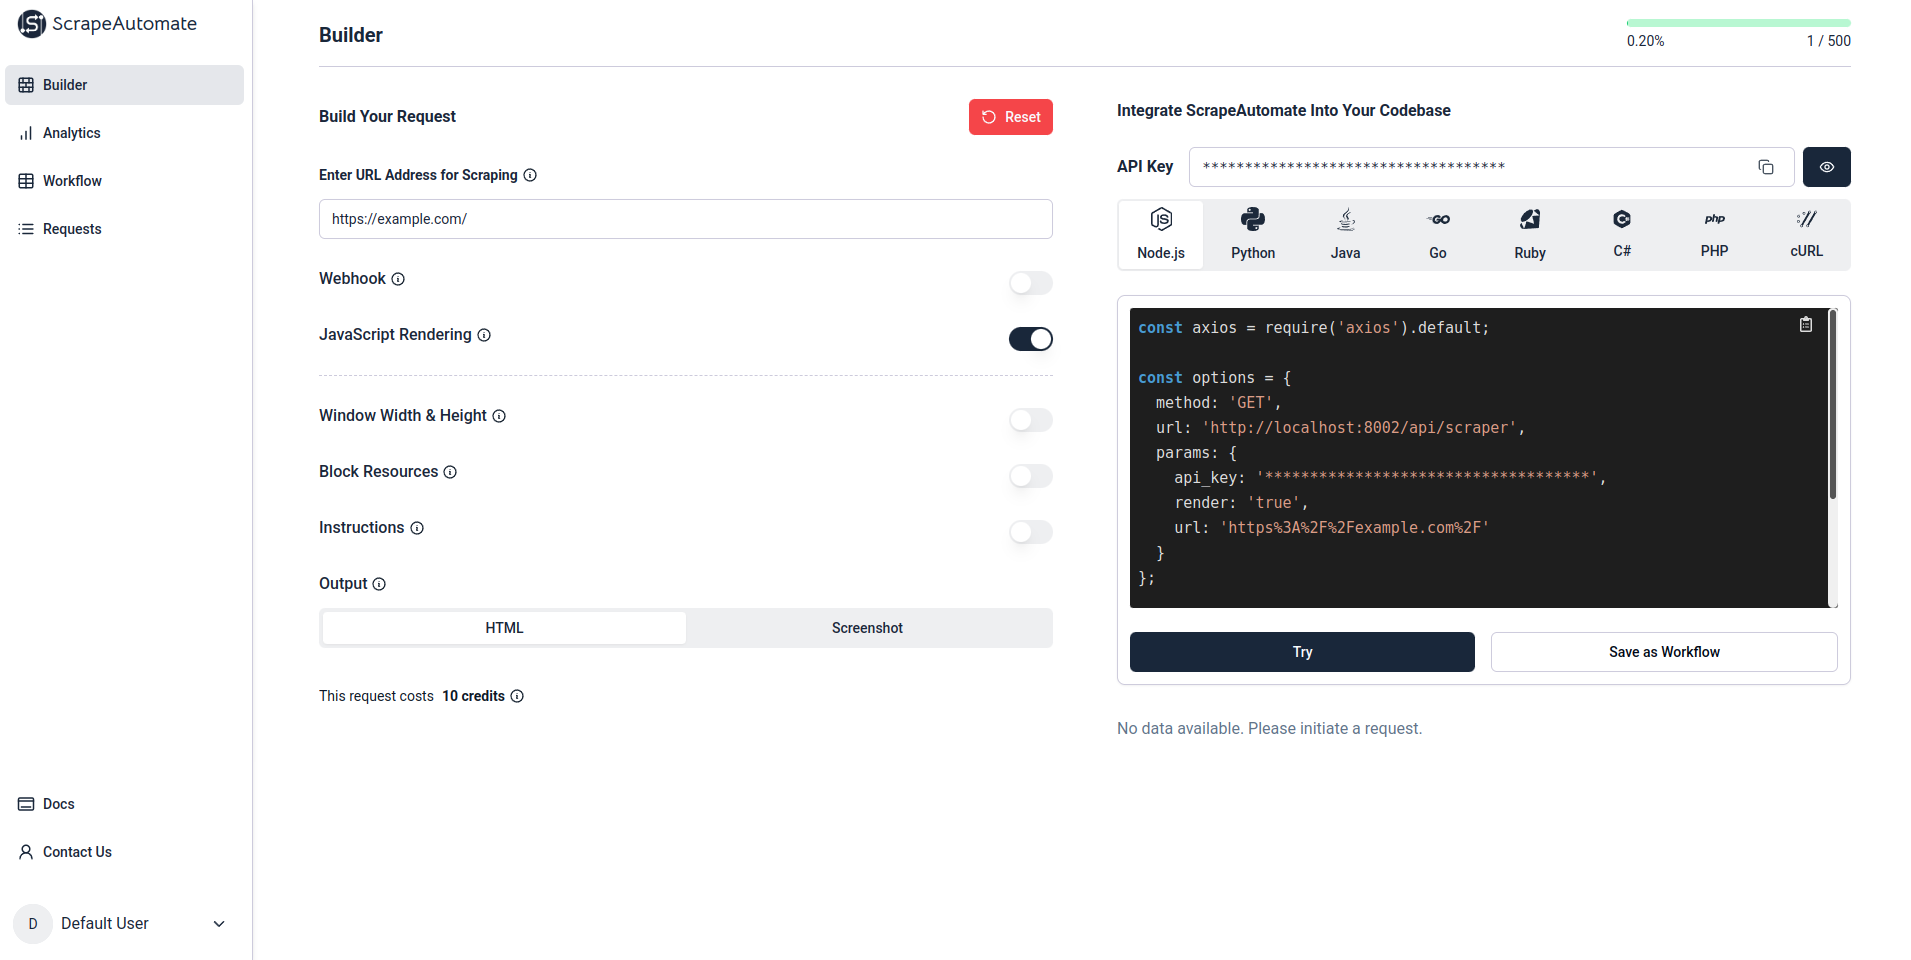 ScrapeAutomate
Builder
Analytics
Workflow
Requests
Docs
Contact Us
D Default User
Builder
0.20% 1 / 500
Build Your Request
Reset
Enter URL Address for Scraping
https://example.com/
Webhook
JavaScript Rendering
Window Width & Height
Block Resources
Instructions
Output
HTML Screenshot
This request costs 10 credits
Integrate ScrapeAutomate Into Your Codebase
API Key ************************************
Node.js Python Java Go Ruby C# PHP cURL
const axios = require('axios').default;
const options = {
method: 'GET',
url: 'http://localhost:8002/api/scraper',
params: {
api_key: '************************************',
render: 'true',
url: 'https%3A%2F%2Fexample.com%2F'
}
};
Try Save as Workflow
No data available. Please initiate a request.